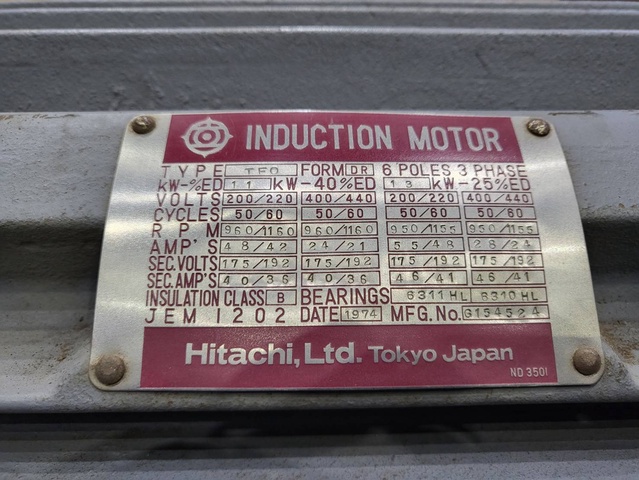 INDUCTION MOTOR
TYPE TFO FORM DR 6 POLES 3 PHASE
KW-%ED 11 KW-40%ED 13 KW-25%ED
VOLTS 200/220 400/440 200/220 400/440
CYCLES 50/60 50/60 50/60 50/60
RPM 960/1160 960/1160 950/1155 950/1155
AMP'S 48/42 24/21 55/48 28/24
SEC.VOLTS 175/192 175/192 175/192 175/192
SEC.AMP'S 40/36 40/36 46/41 46/41
INSULATION CLASS B BEARINGS 6311HL 6310HL
JEM 1202 DATE 1974 MFG.No. G154524
Hitachi, Ltd. Tokyo Japan
ND 3501